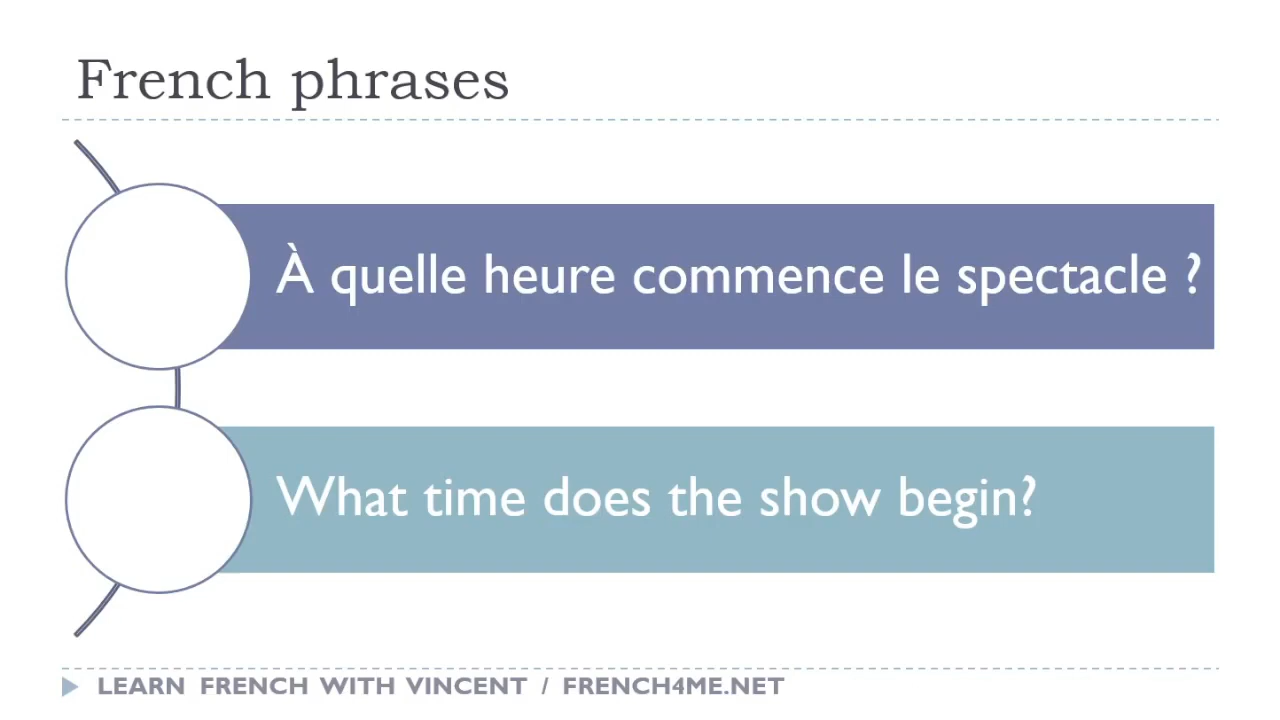 French phrases
À quelle heure commence le spectacle ?
What time does the show begin?
LEARN FRENCH WITH VINCENT / FRENCH4ME.NET